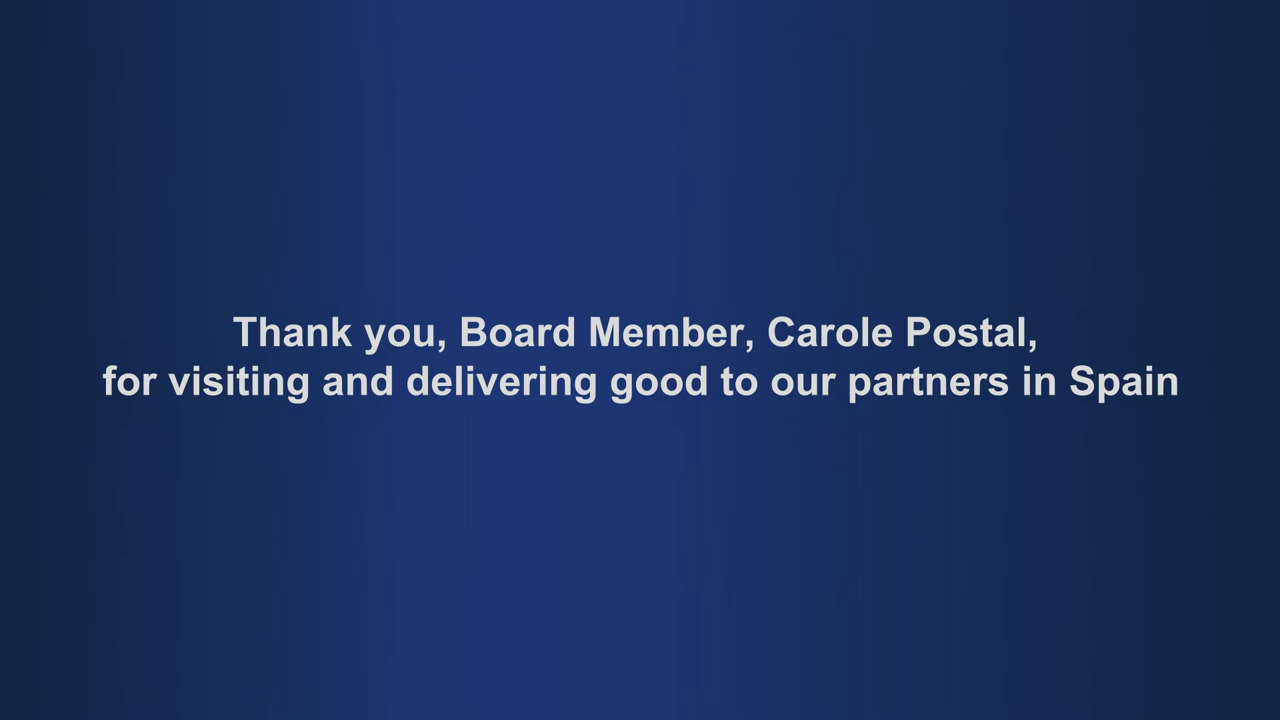 Thank you, Board Member, Carole Postal,
for visiting and delivering good to our partners in Spain